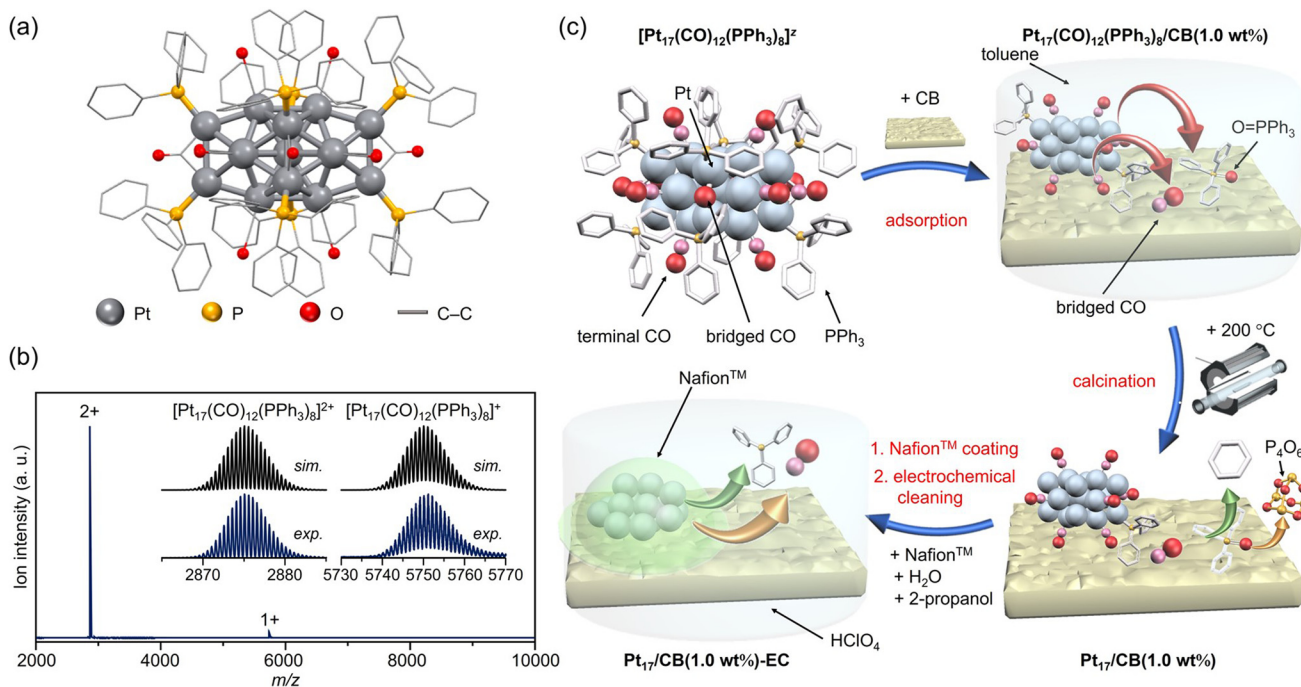 (a)
Pt
P
O
C–C
(b)
Ion intensity (a. u.)
2+
[Pt₁₇(CO)₁₂(PPh₃)₈]²⁺
[Pt₁₇(CO)₁₂(PPh₃)₈]⁺
sim.
sim.
exp.
exp.
2870
2880
5730
5740
5750
5760
5770
1+
2000
4000
6000
8000
10000
m/z
(c)
[Pt₁₇(CO)₁₂(PPh₃)₈]ᶻ
Pt
terminal CO
bridged CO
PPh₃
+ CB
adsorption
Pt₁₇(CO)₁₂(PPh₃)₈/CB(1.0 wt%)
toluene
O=PPh₃
bridged CO
+ 200 °C
calcination
P₄O₆
Pt₁₇/CB(1.0 wt%)
1. Nafion™ coating
2. electrochemical
cleaning
+ Nafion™
+ H₂O
+ 2-propanol
Nafion™
HClO₄
Pt₁₇/CB(1.0 wt%)-EC